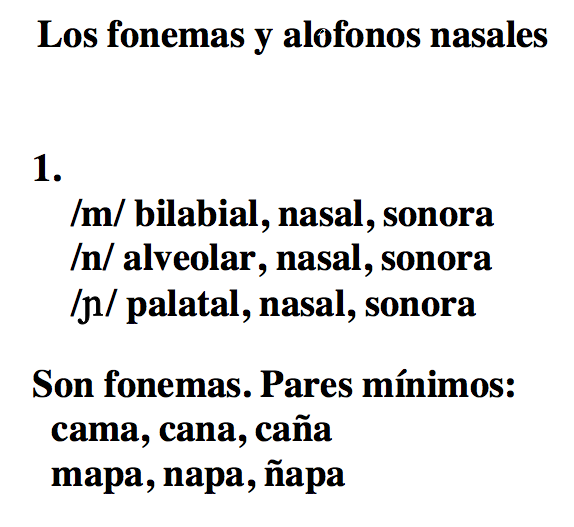 Los fonemas y alófonos nasales
1.
/m/ bilabial, nasal, sonora
/n/ alveolar, nasal, sonora
/ɲ/ palatal, nasal, sonora
Son fonemas. Pares mínimos:
cama, cana, caña
mapa, napa, ñapa